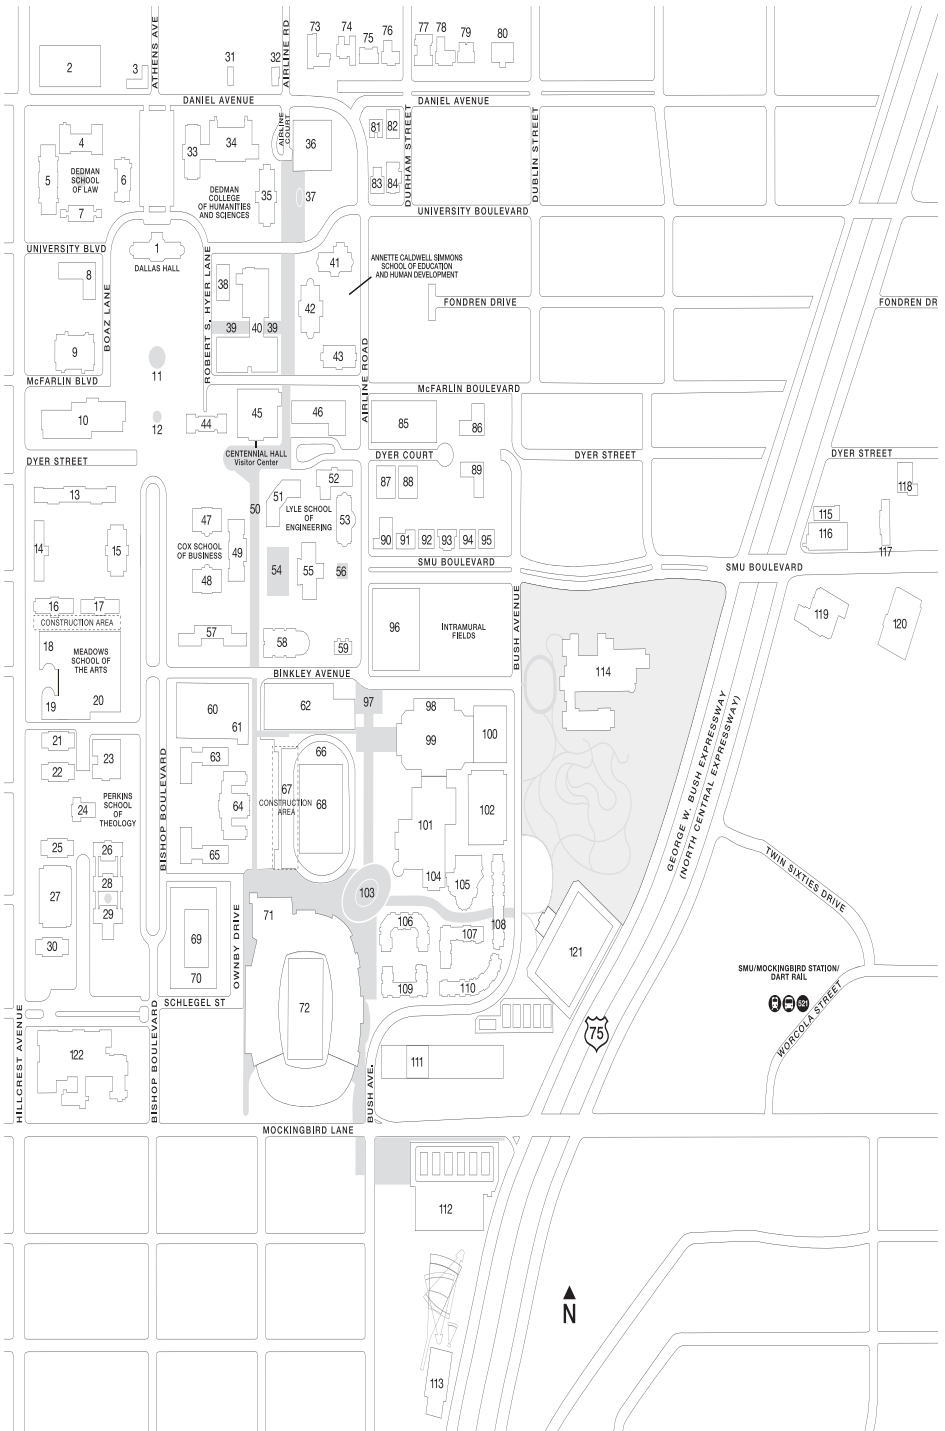 ATHENS AVE
AIRLINE RD
73
74
75
76
77
78
79
80
2
3
31
32
DANIEL AVENUE
DANIEL AVENUE
4
5
6
7
DEDMAN
SCHOOL
OF LAW
33
34
35
DEDMAN
COLLEGE
OF HUMANITIES
AND SCIENCES
AIRLINE
COURT
36
37
81
82
83
84
DURHAM STREET
DUBLIN STREET
UNIVERSITY BOULEVARD
UNIVERSITY BLVD
1
DALLAS HALL
8
BOAZ LANE
9
ROBERT S. HYER LANE
38
39
40
39
41
42
43
ANNETTE CALDWELL SIMMONS
SCHOOL OF EDUCATION
AND HUMAN DEVELOPMENT
FONDREN DRIVE
FONDREN DR
AIRLINE ROAD
11
McFARLIN BLVD
McFARLIN BOULEVARD
10
12
44
45
46
CENTENNIAL HALL
Visitor Center
85
86
DYER STREET
DYER COURT
DYER STREET
DYER STREET
13
14
15
47
48
49
COX SCHOOL
OF BUSINESS
50
51
52
53
LYLE SCHOOL
OF
ENGINEERING
87
88
89
90
91
92
93
94
95
115
116
117
118
54
55
56
SMU BOULEVARD
SMU BOULEVARD
16
17
CONSTRUCTION AREA
18
MEADOWS
SCHOOL OF
THE ARTS
19
20
57
58
59
96
INTRAMURAL
FIELDS
BUSH AVENUE
114
119
120
BINKLEY AVENUE
60
61
62
97
98
99
100
21
22
23
24
PERKINS
SCHOOL
OF
THEOLOGY
BISHOP BOULEVARD
63
64
65
66
67
CONSTRUCTION
AREA
68
101
102
GEORGE W. BUSH EXPRESSWAY
(NORTH CENTRAL EXPRESSWAY)
TWIN SIXTIES DRIVE
25
26
27
28
29
30
103
104
105
106
107
108
109
110
69
70
OWNBY DRIVE
71
72
121
SMU/MOCKINGBIRD STATION/
DART RAIL
521
WORCOLA STREET
SCHLEGEL ST
HILLCREST AVENUE
BISHOP BOULEVARD
122
BUSH AVE.
111
75
MOCKINGBIRD LANE
112
113
N